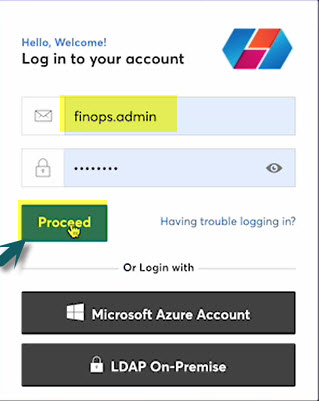 Hello, Welcome!
Log in to your account
finops.admin
••••••••
Proceed
Having trouble logging in?
Or Login with
Microsoft Azure Account
LDAP On-Premise